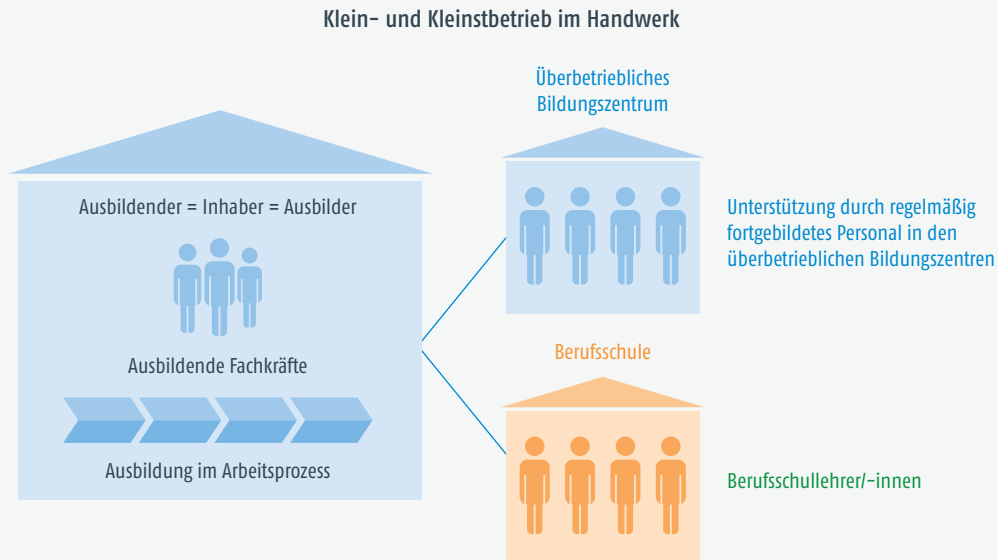 Klein- und Kleinstbetrieb im Handwerk
Überbetriebliches
Bildungszentrum
Ausbildender = Inhaber = Ausbilder
Ausbildende Fachkräfte
Ausbildung im Arbeitsprozess
Unterstützung durch regelmäßig
fortgebildetes Personal in den
überbetrieblichen Bildungszentren
Berufsschule
Berufsschullehrer/-innen